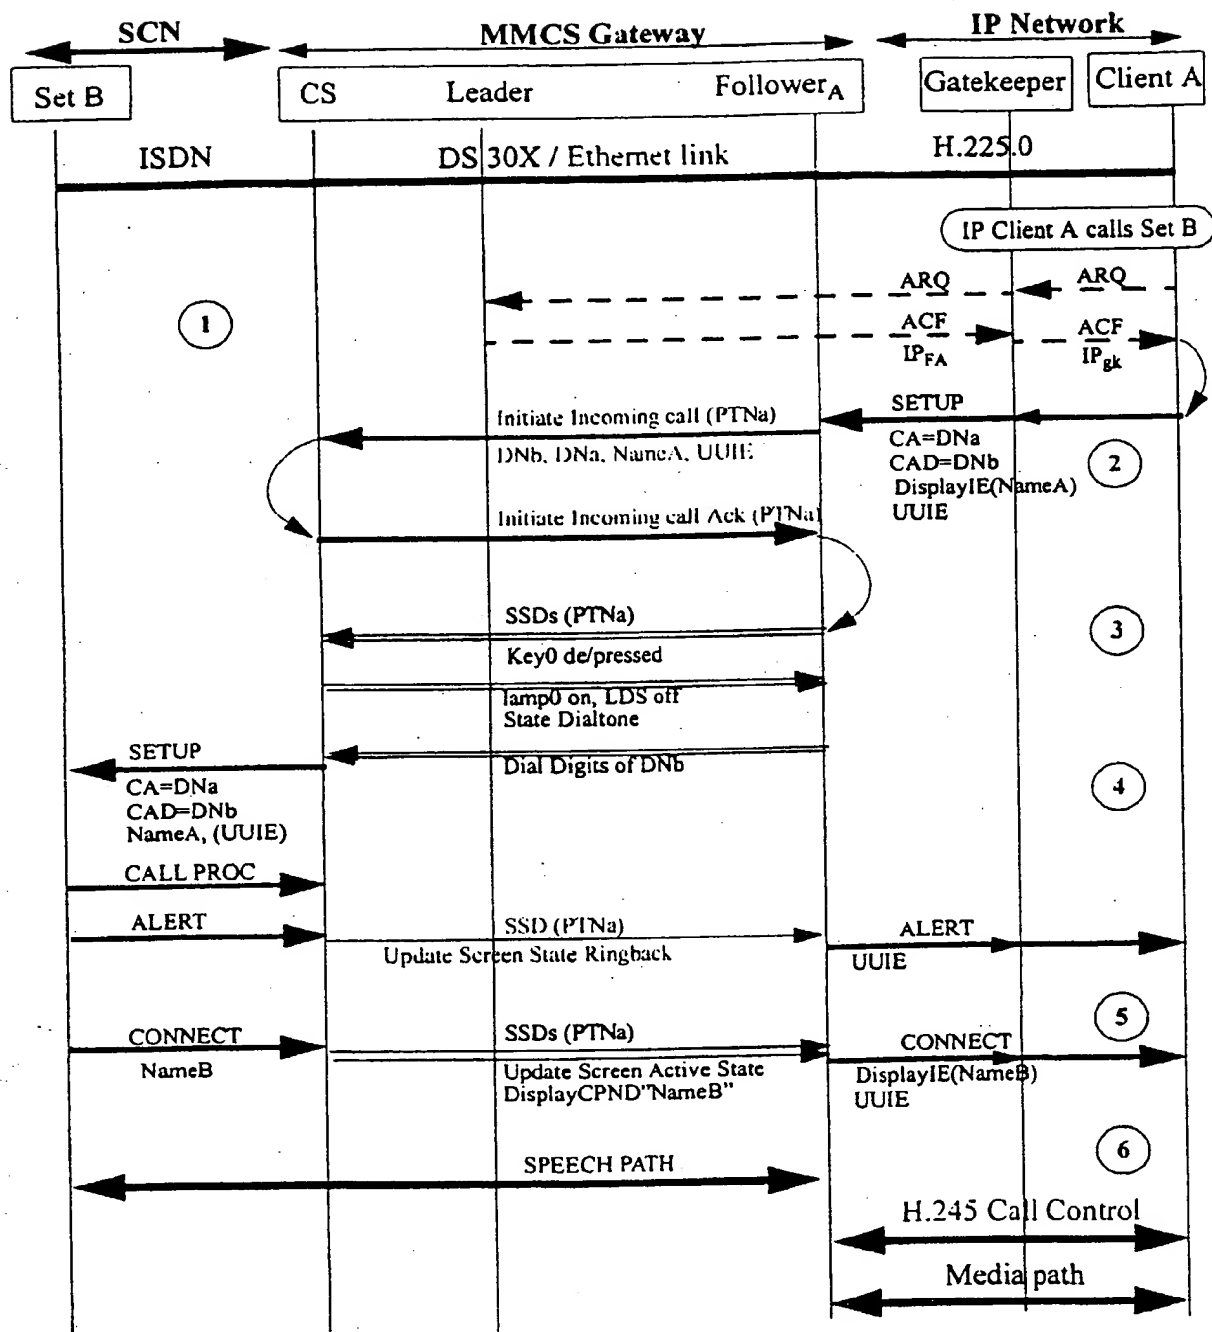 SCN
MMCS Gateway
IP Network
Set B
CS
Leader
FollowerA
Gatekeeper
Client A
ISDN
DS 30X / Ethernet link
H.225.0
IP Client A calls Set B
ARQ
ARQ
1
ACF
IPFA
ACF
IPgk
SETUP
CA=DNa
CAD=DNb
DisplayIE(NameA)
UUIE
2
Initiate Incoming call (PTNa)
DNb, DNa, NameA, UUIE
Initiate Incoming call Ack (PTNa)
SSDs (PTNa)
Key0 de/pressed
3
lamp0 on, LDS off
State Dialtone
Dial Digits of DNb
SETUP
CA=DNa
CAD=DNb
NameA, (UUIE)
4
CALL PROC
ALERT
SSD (PTNa)
Update Screen State Ringback
ALERT
UUIE
5
CONNECT
NameB
SSDs (PTNa)
Update Screen Active State
DisplayCPND"NameB"
CONNECT
DisplayIE(NameB)
UUIE
6
SPEECH PATH
H.245 Call Control
Media path